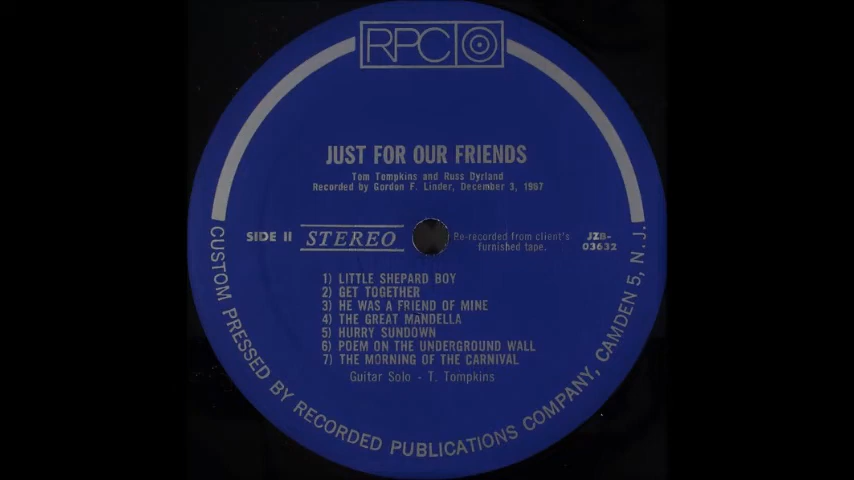 RPC
JUST FOR OUR FRIENDS
Tom Tompkins and Russ Dyrland
Recorded by Gordon F. Linder, December 3, 1967
SIDE II STEREO
Re-recorded from client's
furnished tape.
JZB-
03632
1) LITTLE SHEPARD BOY
2) GET TOGETHER
3) HE WAS A FRIEND OF MINE
4) THE GREAT MANDELLA
5) HURRY SUNDOWN
6) POEM ON THE UNDERGROUND WALL
7) THE MORNING OF THE CARNIVAL
Guitar Solo - T. Tompkins
CUSTOM PRESSED BY RECORDED PUBLICATIONS COMPANY, CAMDEN 5, N.J.